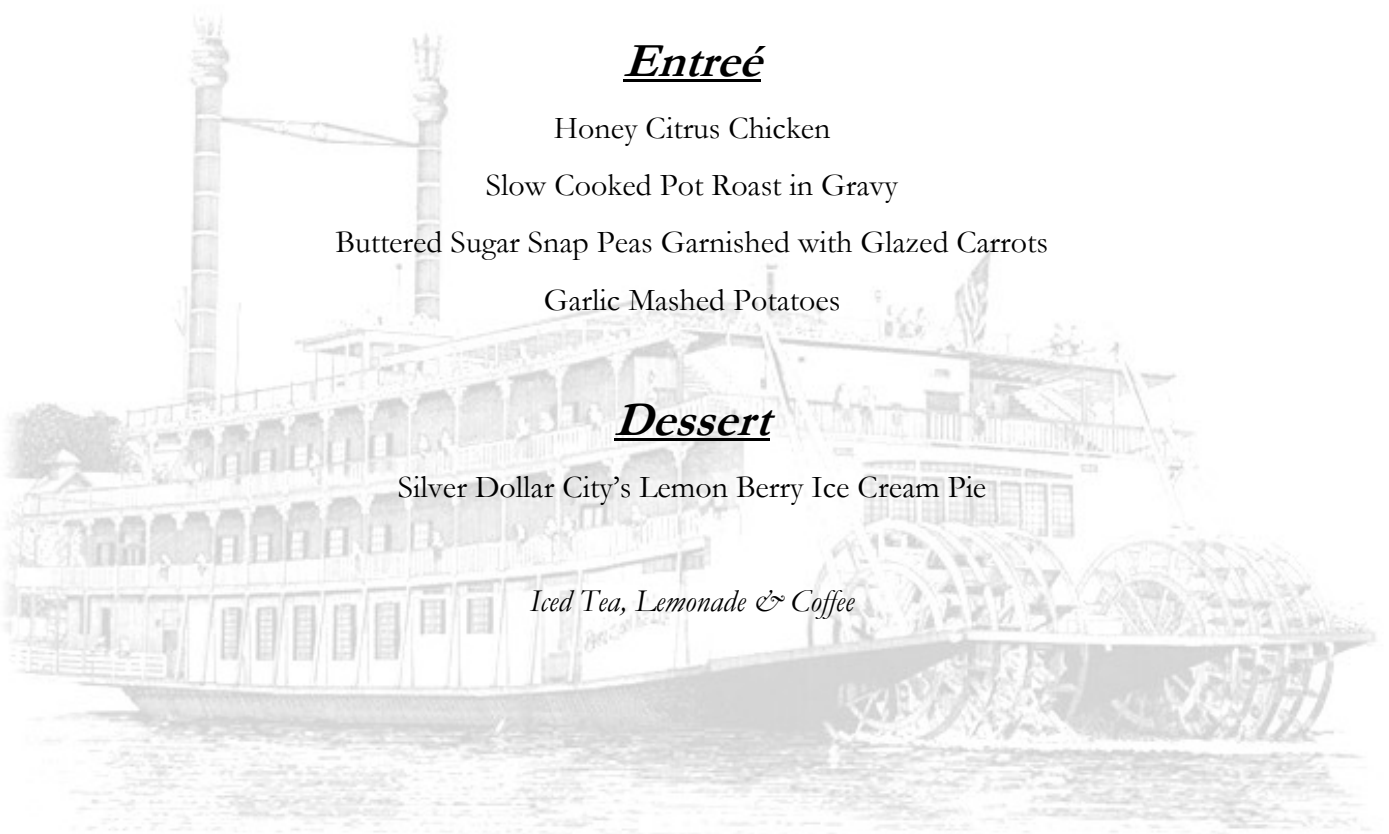 Entreé
Honey Citrus Chicken
Slow Cooked Pot Roast in Gravy
Buttered Sugar Snap Peas Garnished with Glazed Carrots
Garlic Mashed Potatoes
Dessert
Silver Dollar City’s Lemon Berry Ice Cream Pie
Iced Tea, Lemonade & Coffee